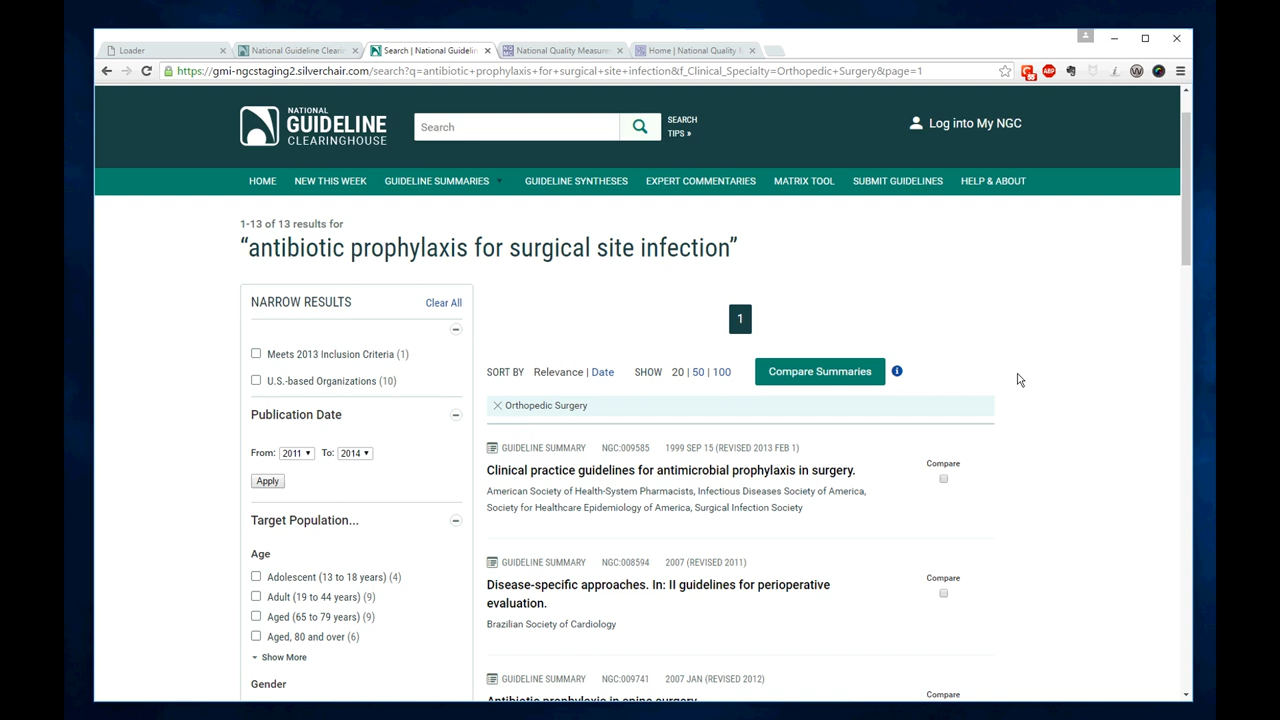 Loader
National Guideline Clearin
Search | National Guidelin
National Quality Measure
Home | National Quality M
https://gmi-ngcstaging2.silverchair.com/search?q=antibiotic+prophylaxis+for+surgical+site+infection&f_Clinical_Specialty=Orthopedic+Surgery&page=1
NATIONAL
GUIDELINE
CLEARINGHOUSE
Search
SEARCH
TIPS »
Log into My NGC
HOME NEW THIS WEEK GUIDELINE SUMMARIES GUIDELINE SYNTHESES EXPERT COMMENTARIES MATRIX TOOL SUBMIT GUIDELINES HELP & ABOUT
1-13 of 13 results for
“antibiotic prophylaxis for surgical site infection”
NARROW RESULTS Clear All
Meets 2013 Inclusion Criteria (1)
U.S.-based Organizations (10)
Publication Date
From: 2011 To: 2014
Apply
Target Population...
Age
Adolescent (13 to 18 years) (4)
Adult (19 to 44 years) (9)
Aged (65 to 79 years) (9)
Aged, 80 and over (6)
Show More
Gender
1
SORT BY Relevance | Date SHOW 20 | 50 | 100 Compare Summaries
Orthopedic Surgery
GUIDELINE SUMMARY NGC:009585 1999 SEP 15 (REVISED 2013 FEB 1)
Clinical practice guidelines for antimicrobial prophylaxis in surgery.
American Society of Health-System Pharmacists, Infectious Diseases Society of America,
Society for Healthcare Epidemiology of America, Surgical Infection Society
Compare
GUIDELINE SUMMARY NGC:008594 2007 (REVISED 2011)
Disease-specific approaches. In: II guidelines for perioperative
evaluation.
Brazilian Society of Cardiology
Compare
GUIDELINE SUMMARY NGC:009741 2007 JAN (REVISED 2012)
Antibiotic prophylaxis in spine surgery.
Compare